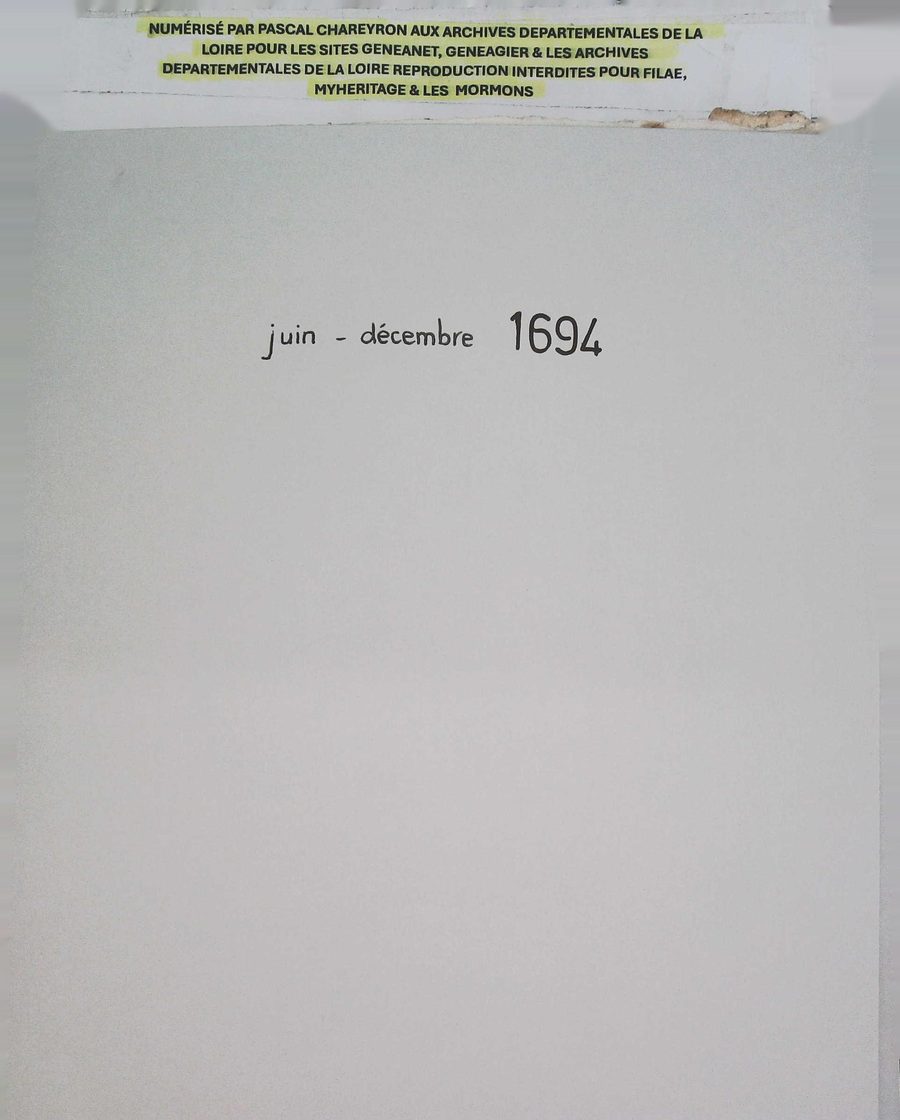 NUMÉRISÉ PAR PASCAL CHAREYRON AUX ARCHIVES DEPARTEMENTALES DE LA
LOIRE POUR LES SITES GENEANET, GENEAGIER & LES ARCHIVES
DEPARTEMENTALES DE LA LOIRE REPRODUCTION INTERDITES POUR FILAE,
MYHERITAGE & LES MORMONS
juin - décembre 1694